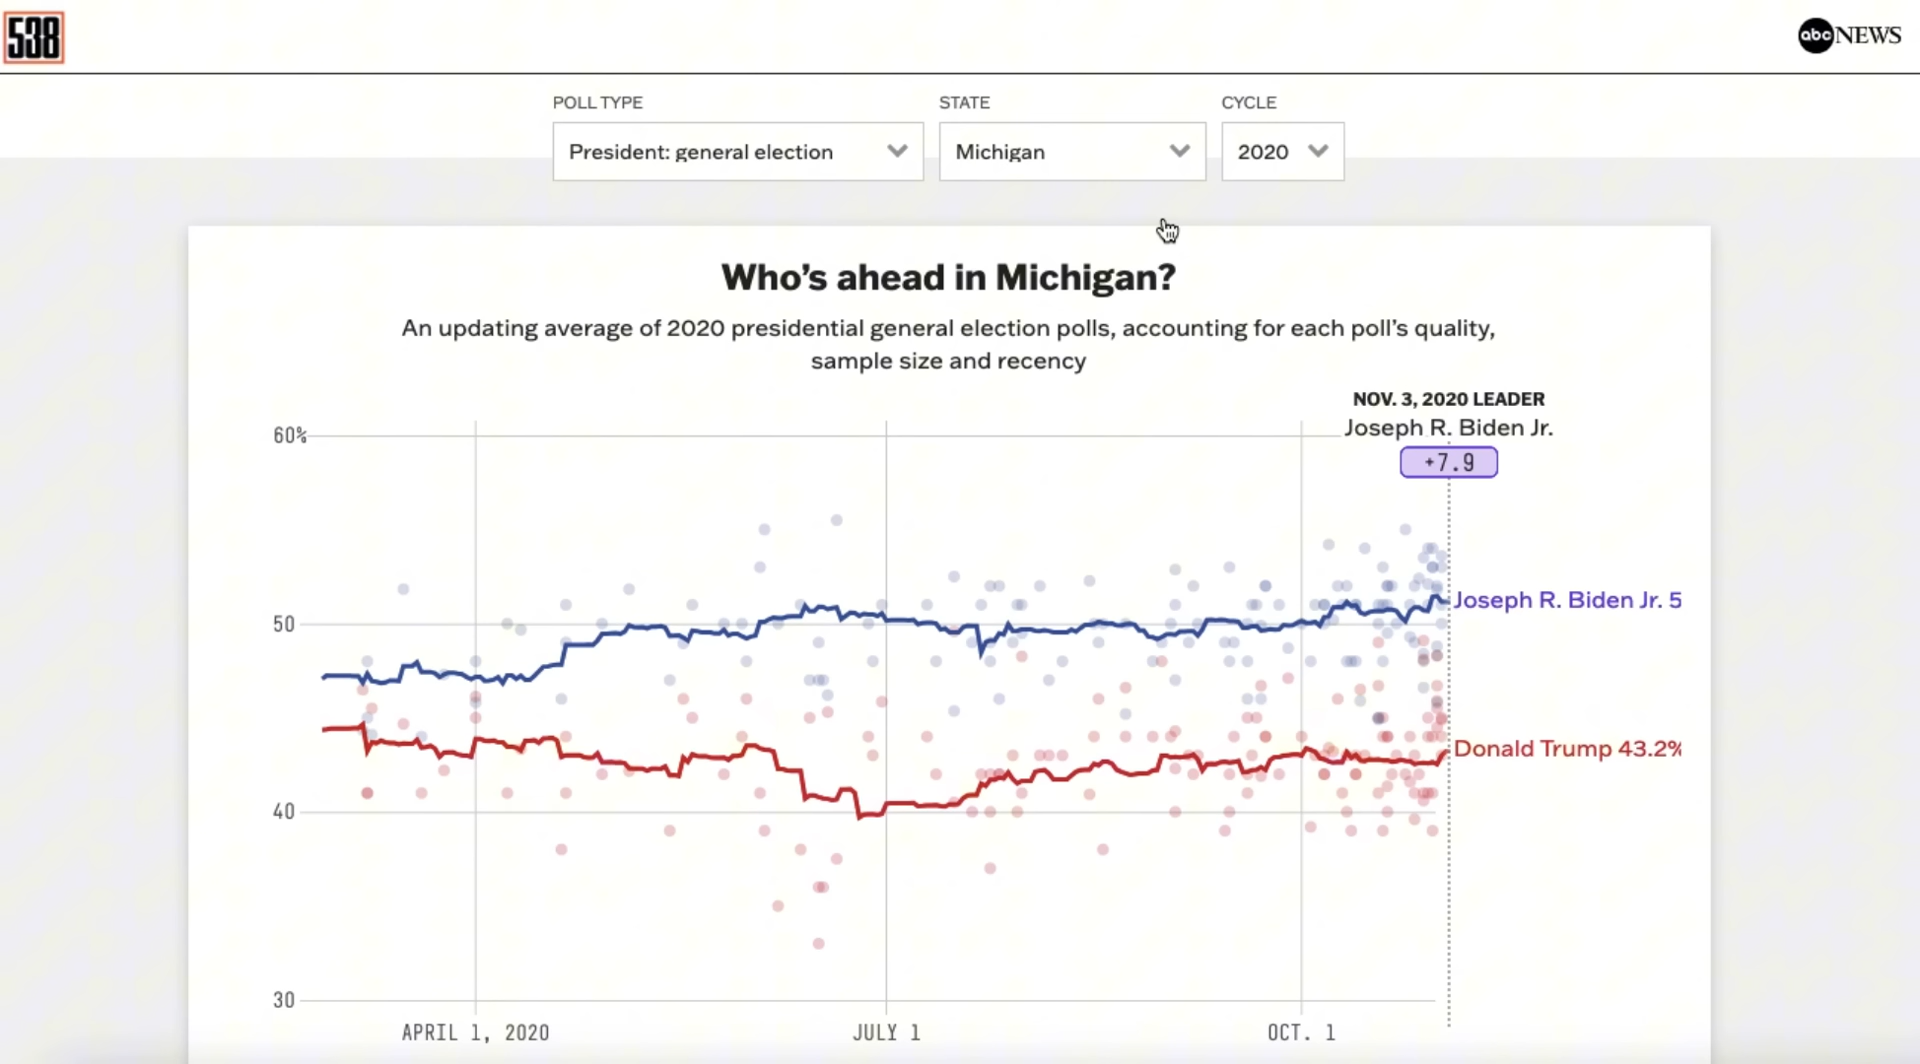 538
abc NEWS
POLL TYPE
STATE
CYCLE
President: general election
Michigan
2020
Who's ahead in Michigan?
An updating average of 2020 presidential general election polls, accounting for each poll's quality,
sample size and recency
NOV. 3, 2020 LEADER
Joseph R. Biden Jr.
+7.9
60%
50
40
30
Joseph R. Biden Jr. 5
Donald Trump 43.2%
APRIL 1, 2020
JULY 1
OCT. 1